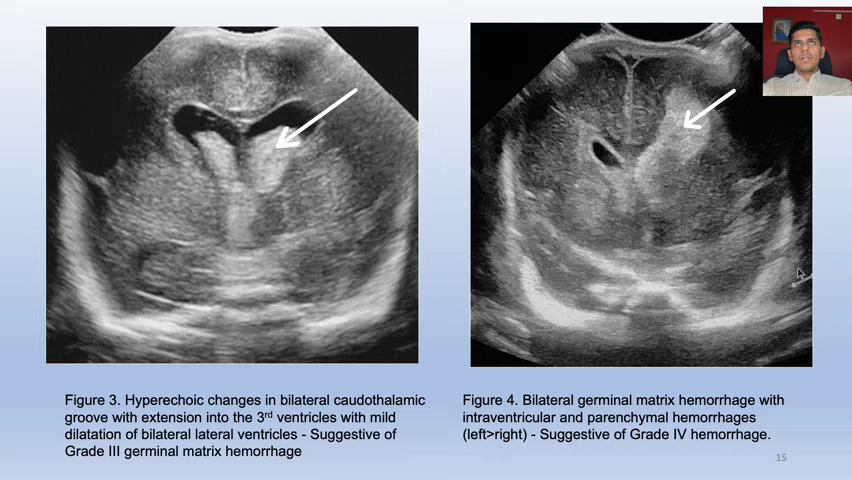 Figure 3. Hyperechoic changes in bilateral caudothalamic
groove with extension into the 3rd ventricles with mild
dilatation of bilateral lateral ventricles - Suggestive of
Grade III germinal matrix hemorrhage
Figure 4. Bilateral germinal matrix hemorrhage with
intraventricular and parenchymal hemorrhages
(left>right) - Suggestive of Grade IV hemorrhage.
15